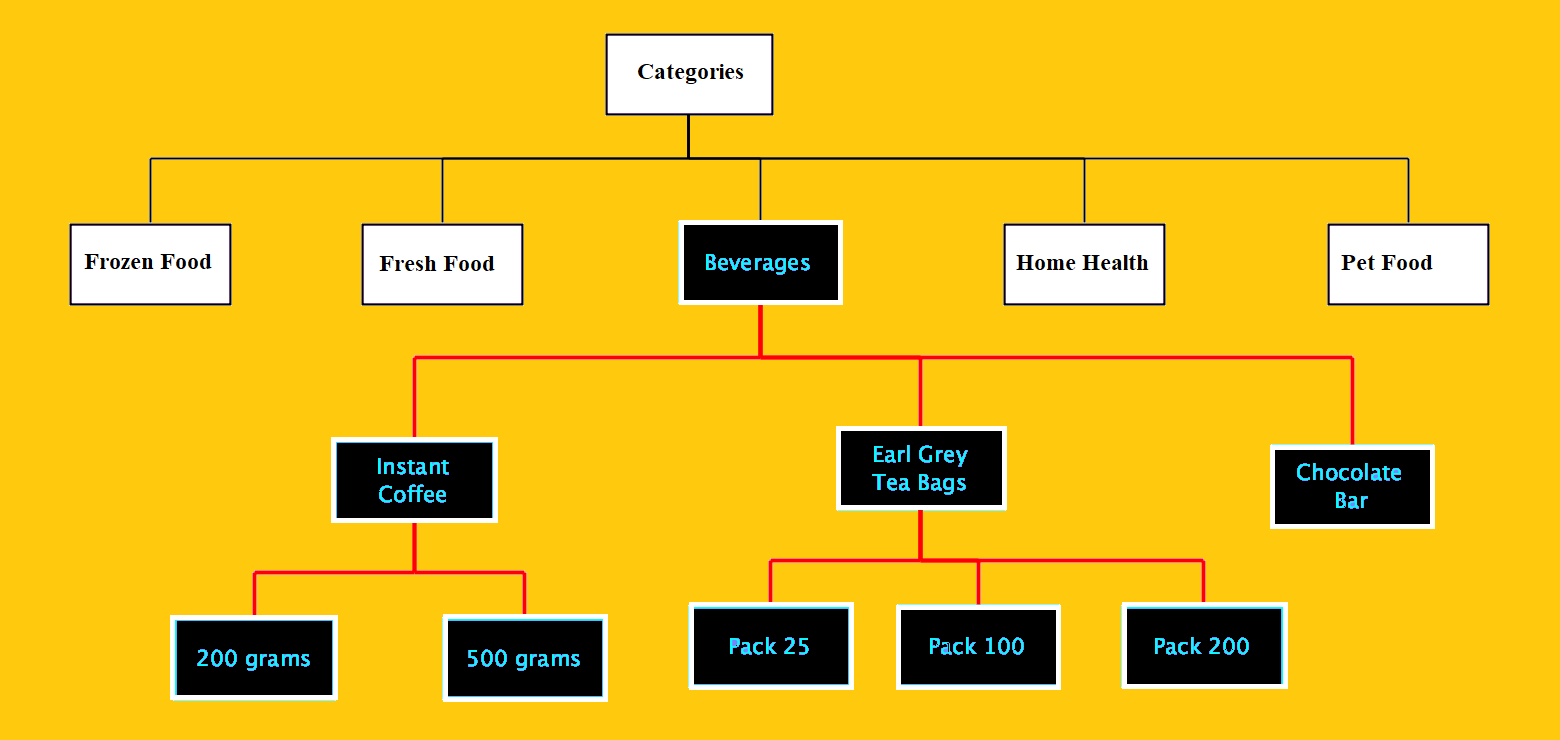 Categories
Frozen Food
Fresh Food
Beverages
Home Health
Pet Food
Instant
Coffee
Earl Grey
Tea Bags
Chocolate
Bar
200 grams
500 grams
Pack 25
Pack 100
Pack 200